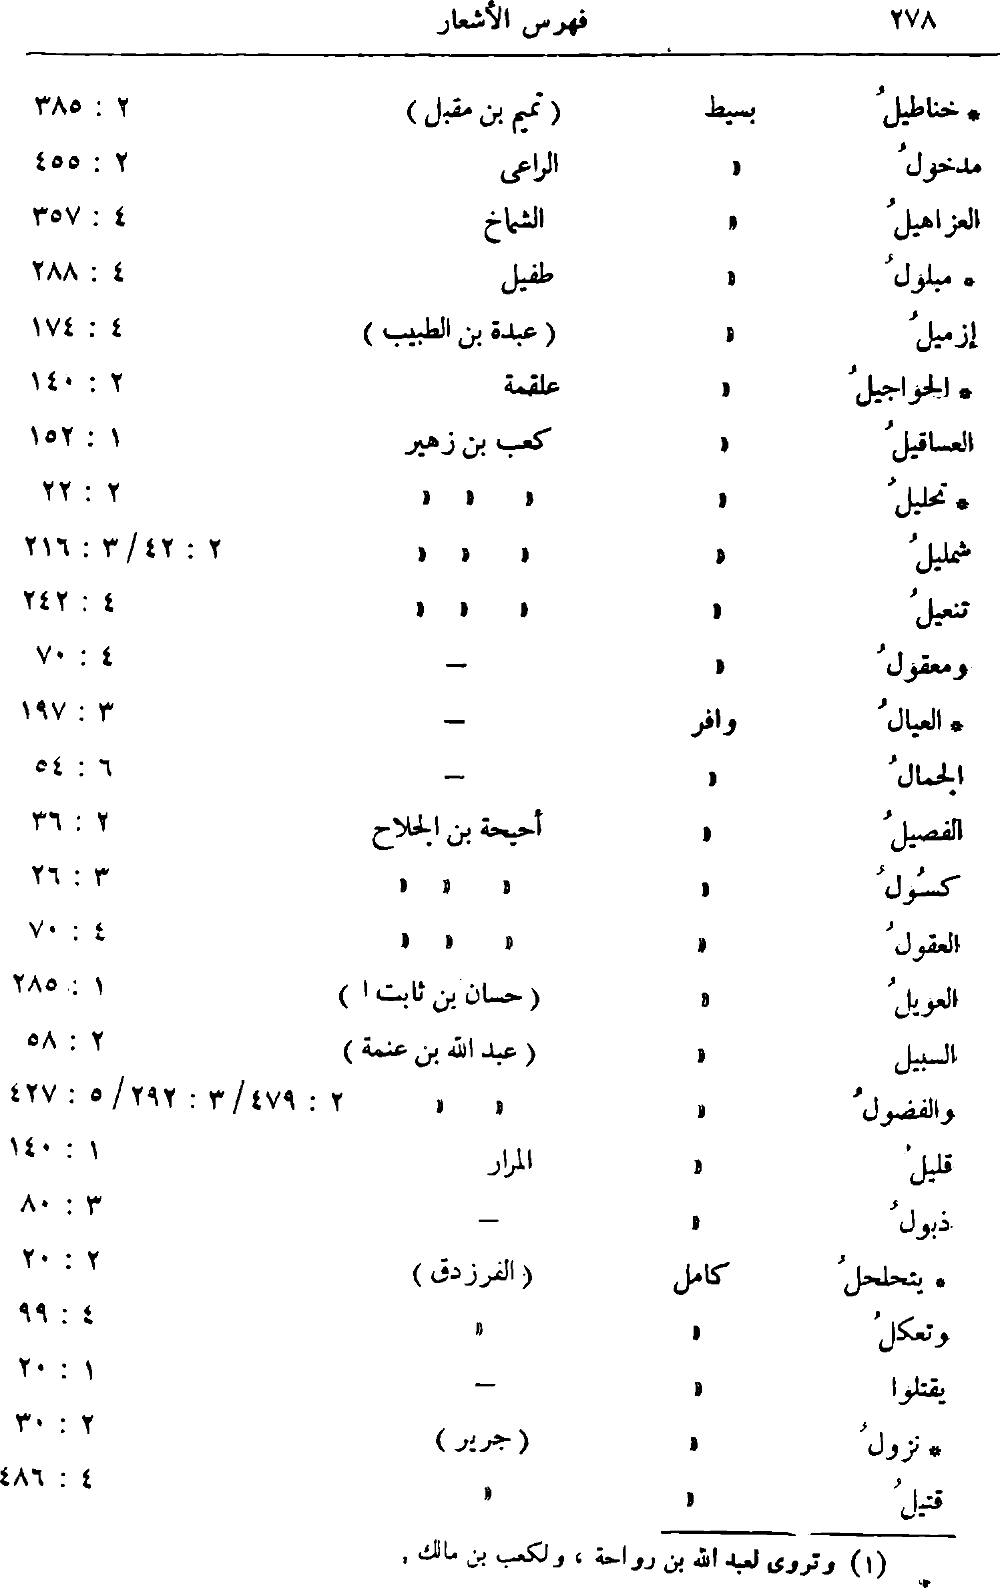 ٢٧٨ فهرس الأشعار
* خناطيلُ بسيط (تميم بن مقبل) ٢ : ٣٨٥
مدخولُ » الراعى ٢ : ٤٥٥
العزاهيلُ » الشماخ ٤ : ٣٥٧
* مبلولُ » طفيل ٤ : ٢٨٨
إزميلُ » (عبدة بن الطبيب) ٤ : ١٧٤
* الحواجيلُ » علقمة ٢ : ١٤٠
العساقيلُ » كعب بن زهير ١ : ١٥٢
* تحليلُ » » » » ٢ : ٢٢
شمليلُ » » » » ٢ : ٤٢/٣ : ٢١٦
تنعيلُ » » » » ٤ : ٢٤٢
ومعقولُ » — ٤ : ٧٠
* العيالُ وافر — ٣ : ١٩٧
الجمالُ » — ٦ : ٥٤
الفصيلُ » أحيحة بن الجلاح ٢ : ٣٦
كسُولُ » » » » ٣ : ٢٦
العقولُ » » » » ٤ : ٧٠
العويلُ » (حسان بن ثابت ١) ١ : ٢٨٥
السبيل » (عبد الله بن عنمة) ٢ : ٥٨
والفضولُ » » » ٢ : ٤٧٩/٣ : ٢٩٢/٥ : ٤٢٧
قليلُ » المرار ١ : ١٤٠
ذبولُ » — ٣ : ٨٠
* يتحلحلُ كامل (الفرزدق) ٢ : ٢٠
وتعكلُ » » ٤ : ٩٩
يقتلوا » — ١ : ٢٠
* نزولُ » (جرير) ٢ : ٣٠
قتيلُ » » ٤ : ٤٨٦
(١) وتروى لعبد الله بن رواحة ، ولكعب بن مالك .